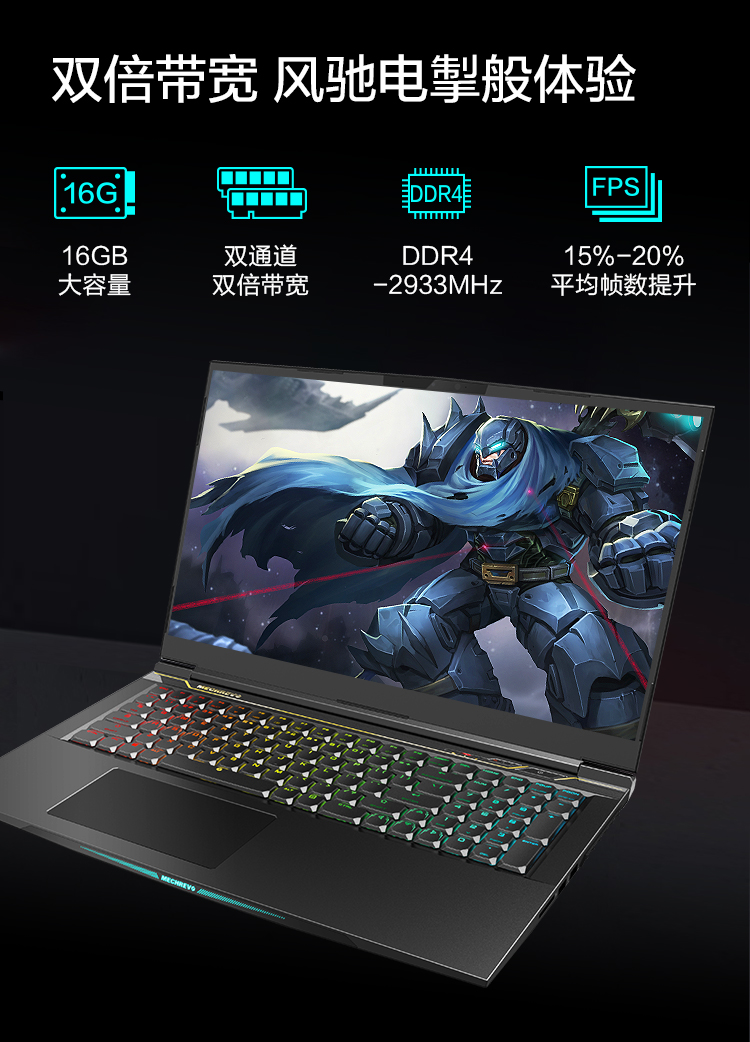 双倍带宽 风驰电掣般体验
16G
DDR4
FPS
16GB
大容量
双通道
双倍带宽
DDR4
-2933MHz
15%-20%
平均帧数提升
MECHREVO
MECHREVO